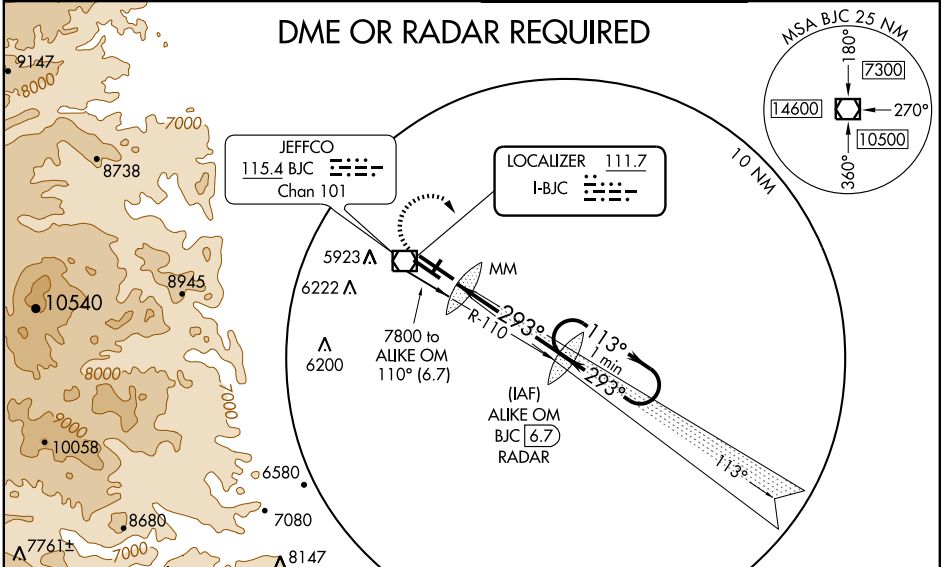 DME OR RADAR REQUIRED
MSA BJC 25 NM
180°
7300
14600
270°
10500
360°
9147
8000
7000
8738
JEFFCO
115.4 BJC
Chan 101
LOCALIZER 111.7
I-BJC
10 NM
5923
MM
8945
6222
10540
293°
R-110
7800 to
ALIKE OM
110° (6.7)
113°
1 min
293°
6200
8000
7000
(IAF)
ALIKE OM
BJC 6.7
RADAR
9000
10058
113°
6580
7080
8680
7761±
7000
8147